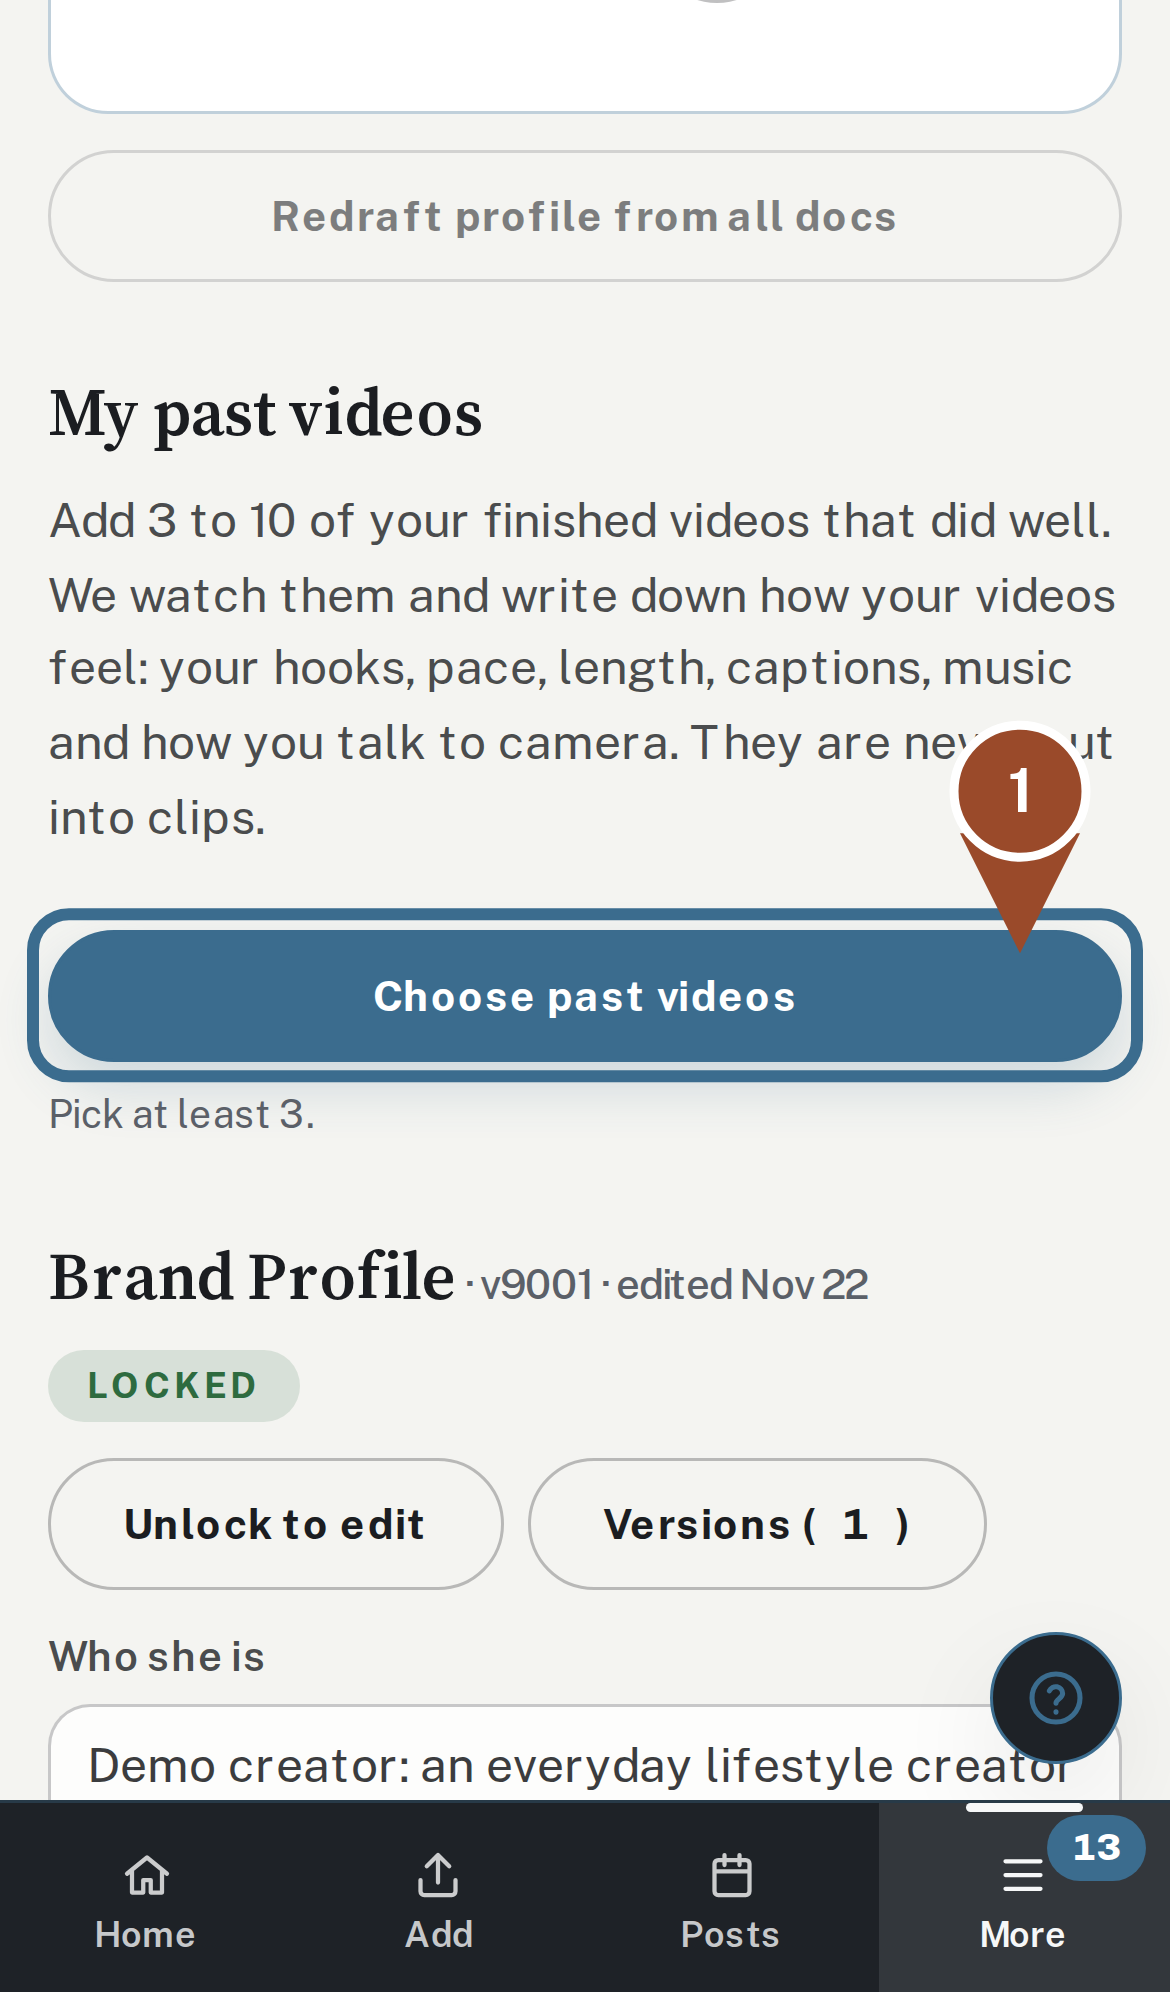 Redraft profile from all docs
My past videos
Add 3 to 10 of your finished videos that did well.
We watch them and write down how your videos
feel: your hooks, pace, length, captions, music
and how you talk to camera. They are
into clips.
1
Choose past videos
Pick at least 3.
Brand Profile · v9001 · edited Nov 22
LOCKED
Unlock to edit
Versions ( 1 )
Who she is
Demo creator: an everyday lifestyle creator
13
Home
Add
Posts
More